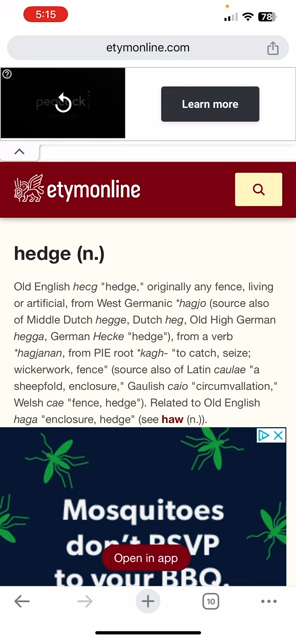 5:15
78
etymonline.com
peacock
Learn more
etymonline
hedge (n.)
Old English hecg "hedge," originally any fence, living
or artificial, from West Germanic *hagjo (source also
of Middle Dutch hegge, Dutch heg, Old High German
hegga, German Hecke "hedge"), from a verb
*hagjanan, from PIE root *kagh- "to catch, seize;
wickerwork, fence" (source also of Latin caulae "a
sheepfold, enclosure," Gaulish caio "circumvallation,"
Welsh cae "fence, hedge"). Related to Old English
haga "enclosure, hedge" (see haw (n.)).
Mosquitoes
don't RSVP
to your BBQ.
Open in app
10